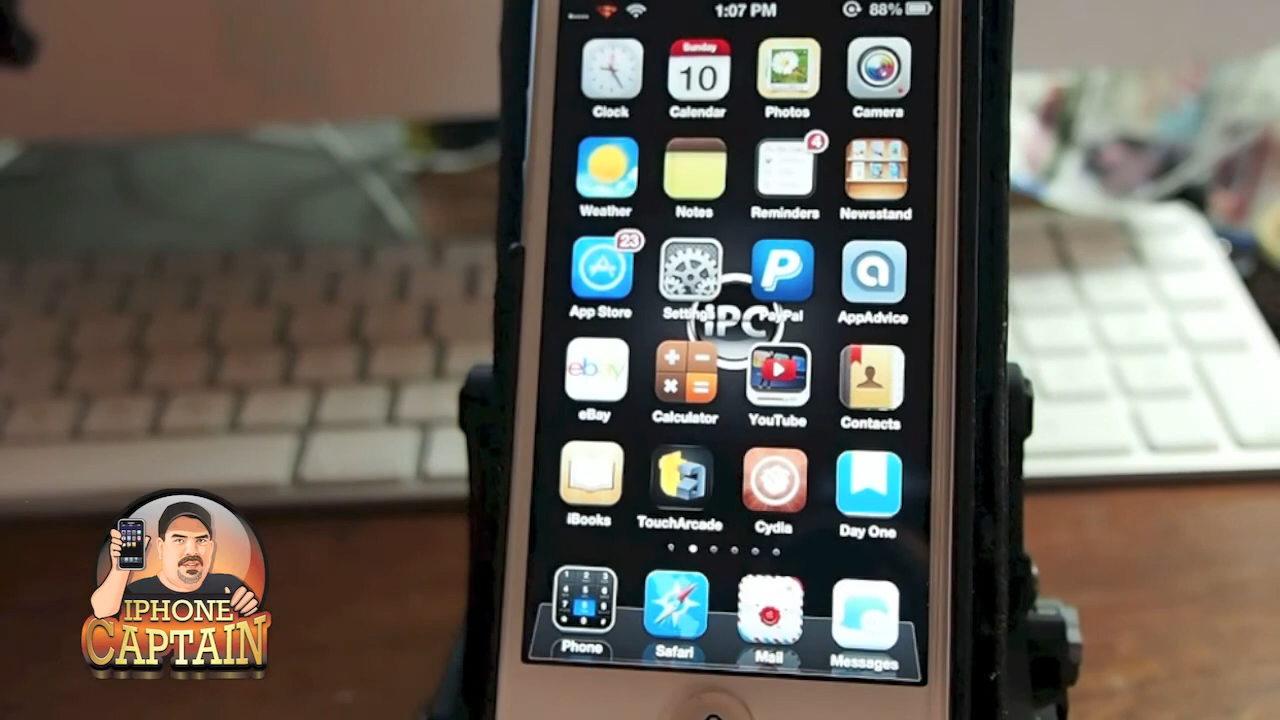 1:07 PM 88%
Sunday
10
Clock Calendar Photos Camera
4
Weather Notes Reminders Newsstand
23
App Store Settings PayPal AppAdvice
iPC
ebay
eBay Calculator YouTube Contacts
iBooks TouchArcade Cydia Day One
Phone Safari Mail Messages
IPHONE
CAPTAIN